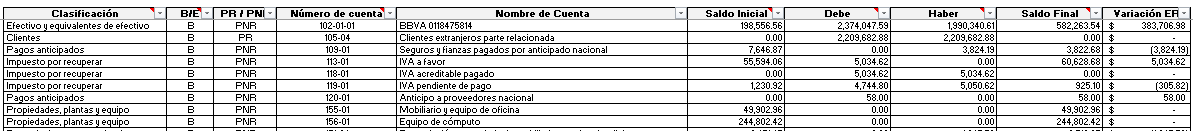 Clasificación B/E PR / PNR Número de cuenta Nombre de Cuenta Saldo Inicial Debe Haber Saldo Final Variación ER
Efectivo y equivalentes de efectivo B PNR 102-01-01 BBVA 0118475814 198,556.56 2,374,047.59 1,990,340.61 582,263.54 $ 383,706.98
Clientes B PR 105-04 Clientes extranjeros parte relacionada 0.00 2,209,682.88 2,209,682.88 0.00 $ -
Pagos anticipados B PNR 109-01 Seguros y fianzas pagados por anticipado nacional 7,646.87 0.00 3,824.19 3,822.68 $ (3,824.19)
Impuesto por recuperar B PNR 113-01 IVA a favor 55,594.06 5,034.62 0.00 60,628.68 $ 5,034.62
B PNR 118-01 IVA acreditable pagado 0.00 5,034.62 5,034.62 0.00 $ -
Impuesto por recuperar B PNR 119-01 IVA pendiente de pago 1,230.92 4,744.80 5,050.62 925.10 $ (305.82)
Pagos anticipados B PNR 120-01 Anticipo a proveedores nacional 0.00 58.00 0.00 58.00 $ 58.00
Propiedades, plantas y equipo B PNR 155-01 Mobiliario y equipo de oficina 49,902.96 0.00 0.00 49,902.96 $ -
Propiedades, plantas y equipo B PNR 156-01 Equipo de cómputo 244,802.42 0.00 0.00 244,802.42 $ -